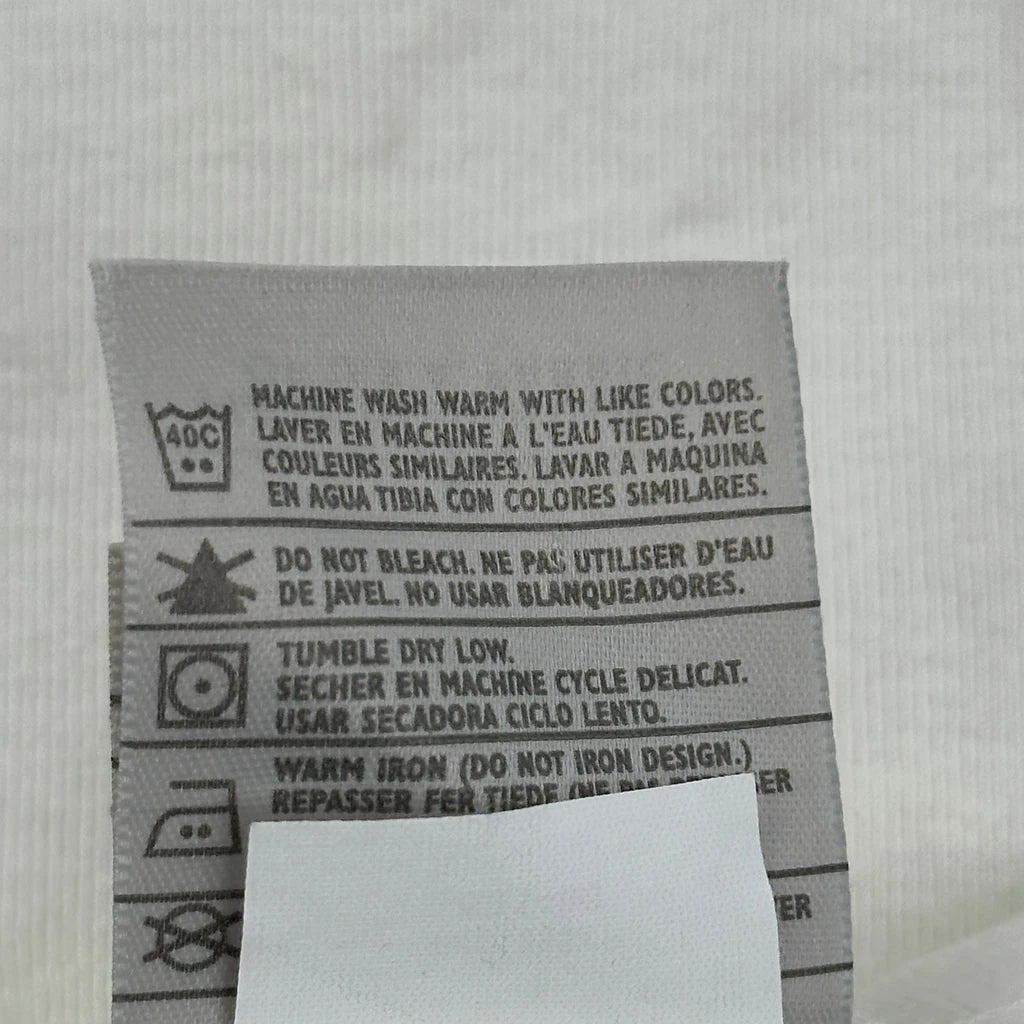 40C
MACHINE WASH WARM WITH LIKE COLORS.
LAVER EN MACHINE A L'EAU TIEDE, AVEC
COULEURS SIMILAIRES. LAVAR A MAQUINA
EN AGUA TIBIA CON COLORES SIMILARES.
DO NOT BLEACH. NE PAS UTILISER D'EAU
DE JAVEL. NO USAR BLANQUEADORES.
TUMBLE DRY LOW.
SECHER EN MACHINE CYCLE DELICAT.
USAR SECADORA CICLO LENTO.
WARM IRON (DO NOT IRON DESIGN.)
REPASSER FER TIEDE (NE